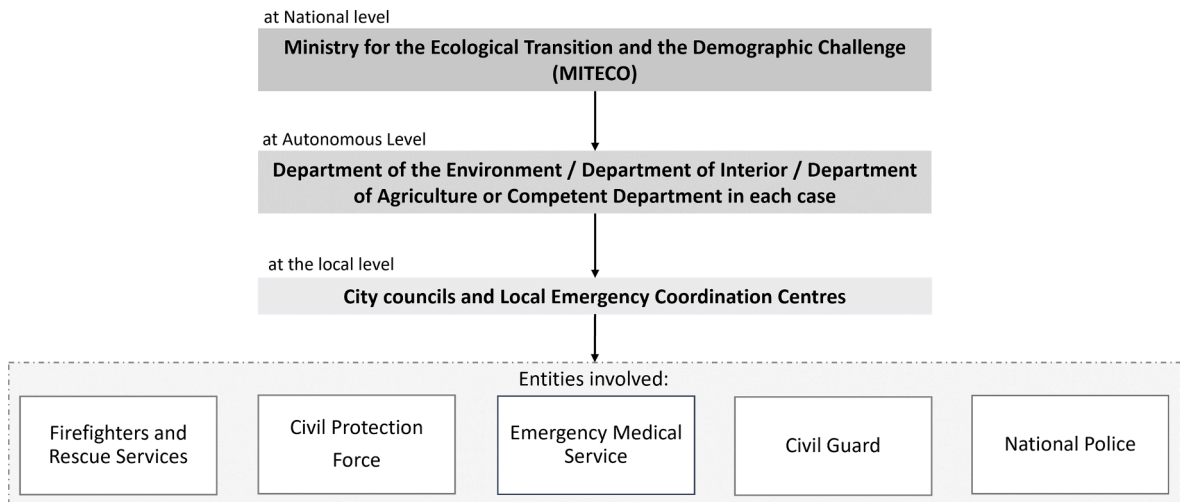 at National level
Ministry for the Ecological Transition and the Demographic Challenge
(MITECO)
at Autonomous Level
Department of the Environment / Department of Interior / Department
of Agriculture or Competent Department in each case
at the local level
City councils and Local Emergency Coordination Centres
Entities involved:
Firefighters and
Rescue Services
Civil Protection
Force
Emergency Medical
Service
Civil Guard
National Police